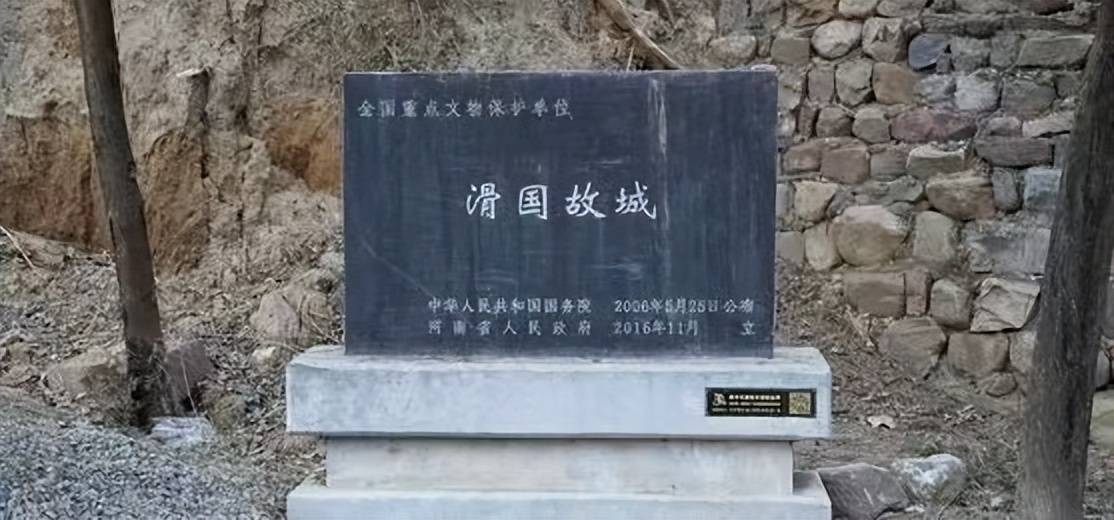 全国重点文物保护单位
滑国故城
中华人民共和国国务院 2006年5月25日公布
河南省人民政府 2016年11月 立